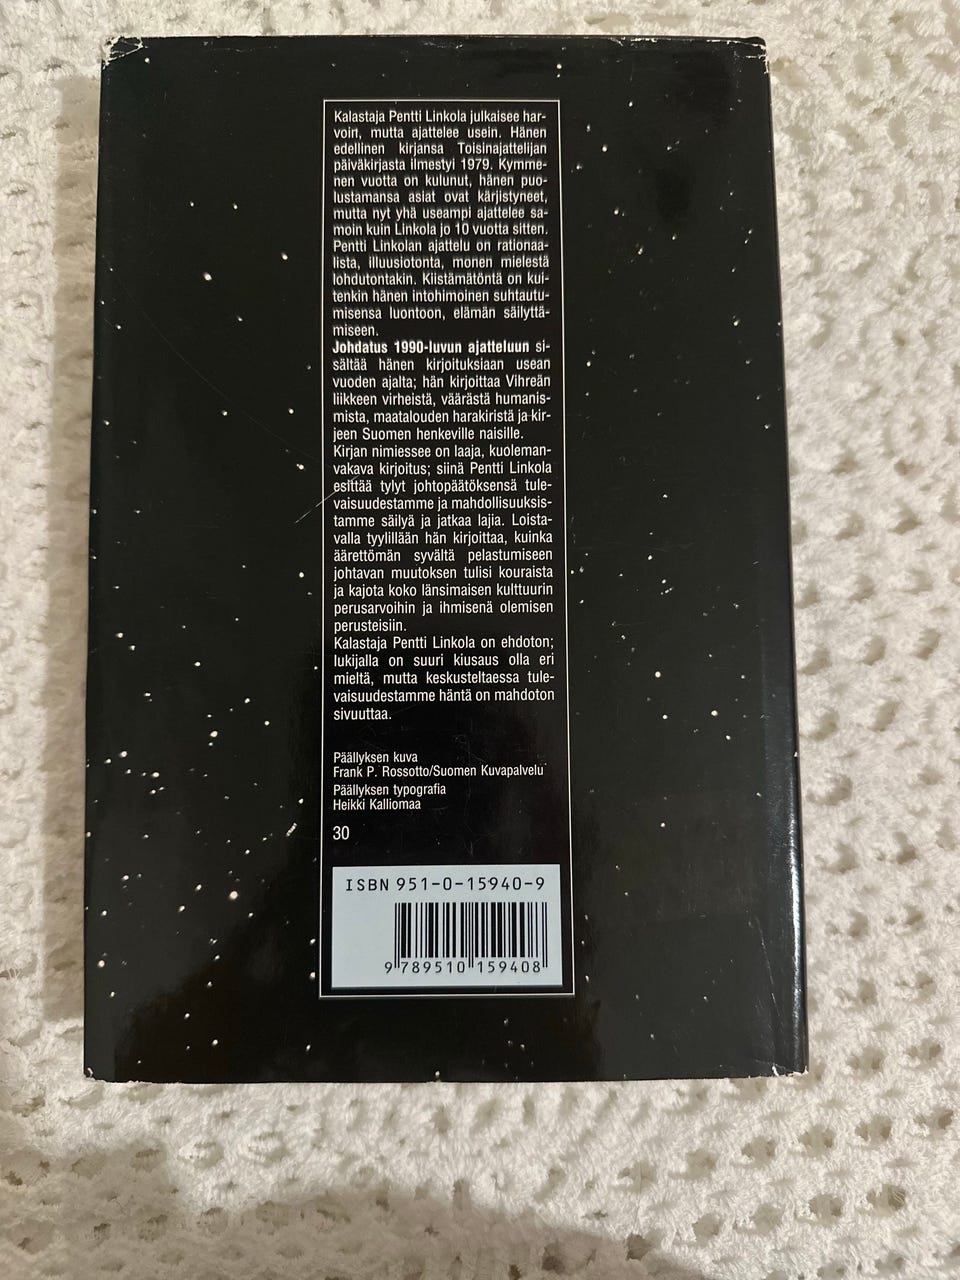 Kalastaja Pentti Linkola julkaisee har-
voin, mutta ajattelee usein. Hänen
edellinen kirjansa Toisinajattelijan
päiväkirjasta ilmestyi 1979. Kymme-
nen vuotta on kulunut, hänen puo-
lustamansa asiat ovat kärjistyneet,
mutta nyt yhä useampi ajattelee sa-
moin kuin Linkola jo 10 vuotta sitten.
Pentti Linkolan ajattelu on rationaa-
lista, illuusiotonta, monen mielestä
lohdutontakin. Kiistämätöntä on kui-
tenkin hänen intohimoinen suhtautu-
misensa luontoon, elämän säilyttä-
miseen.
Johdatus 1990-luvun ajatteluun si-
sältää hänen kirjoituksiaan usean
vuoden ajalta; hän kirjoittaa Vihreän
liikkeen virheistä, väärästä humanis-
mista, maatalouden harakiristä ja kir-
jeen Suomen henkeville naisille.
Kirjan nimiessee on laaja, kuoleman-
vakava kirjoitus; siinä Pentti Linkola
esittää tylyt johtopäätöksensä tule-
vaisuudestamme ja mahdollisuuksis-
tamme säilyä ja jatkaa lajia. Loista-
valla tyylillään hän kirjoittaa, kuinka
äärettömän syvältä pelastumiseen
johtavan muutoksen tulisi kouraista
ja kajota koko länsimaisen kulttuurin
perusarvoihin ja ihmisenä olemisen
perusteisiin.
Kalastaja Pentti Linkola on ehdoton;
lukijalla on suuri kiusaus olla eri
mieltä, mutta keskusteltaessa tule-
vaisuudestamme häntä on mahdoton
sivuuttaa.
Päällyksen kuva
Frank P. Rossotto/Suomen Kuvapalvelu
Päällyksen typografia
Heikki Kalliomaa
30
ISBN 951-0-15940-9
9 789510 159408